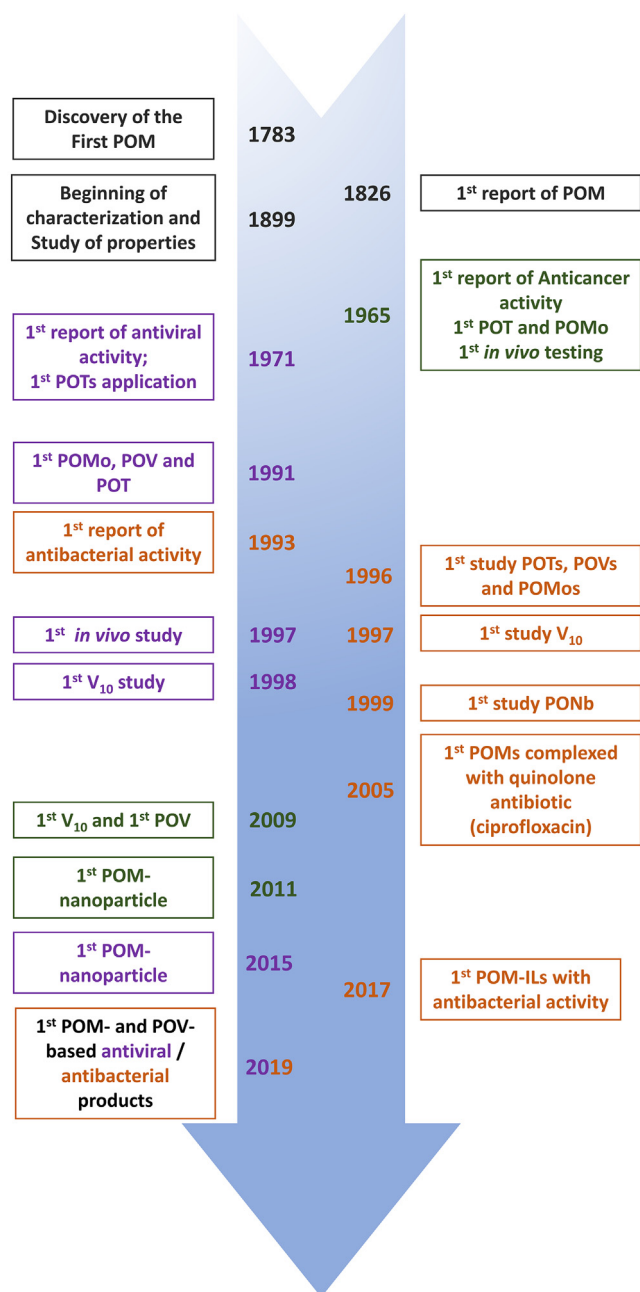 Discovery of the
First POM
1783
1826
1st report of POM
Beginning of
characterization and
Study of properties
1899
1st report of Anticancer
activity
1st POT and POMo
1st in vivo testing
1965
1st report of antiviral
activity;
1st POTs application
1971
1st POMo, POV and
POT
1991
1st report of
antibacterial activity
1993
1996
1st study POTs, POVs
and POMos
1st in vivo study
1997
1997
1st study V10
1st V10 study
1998
1999
1st study PONb
2005
1st POMs complexed
with quinolone
antibiotic
(ciprofloxacin)
1st V10 and 1st POV
2009
1st POM-
nanoparticle
2011
1st POM-
nanoparticle
2015
2017
1st POM-ILs with
antibacterial activity
1st POM- and POV-
based antiviral /
antibacterial
products
2019